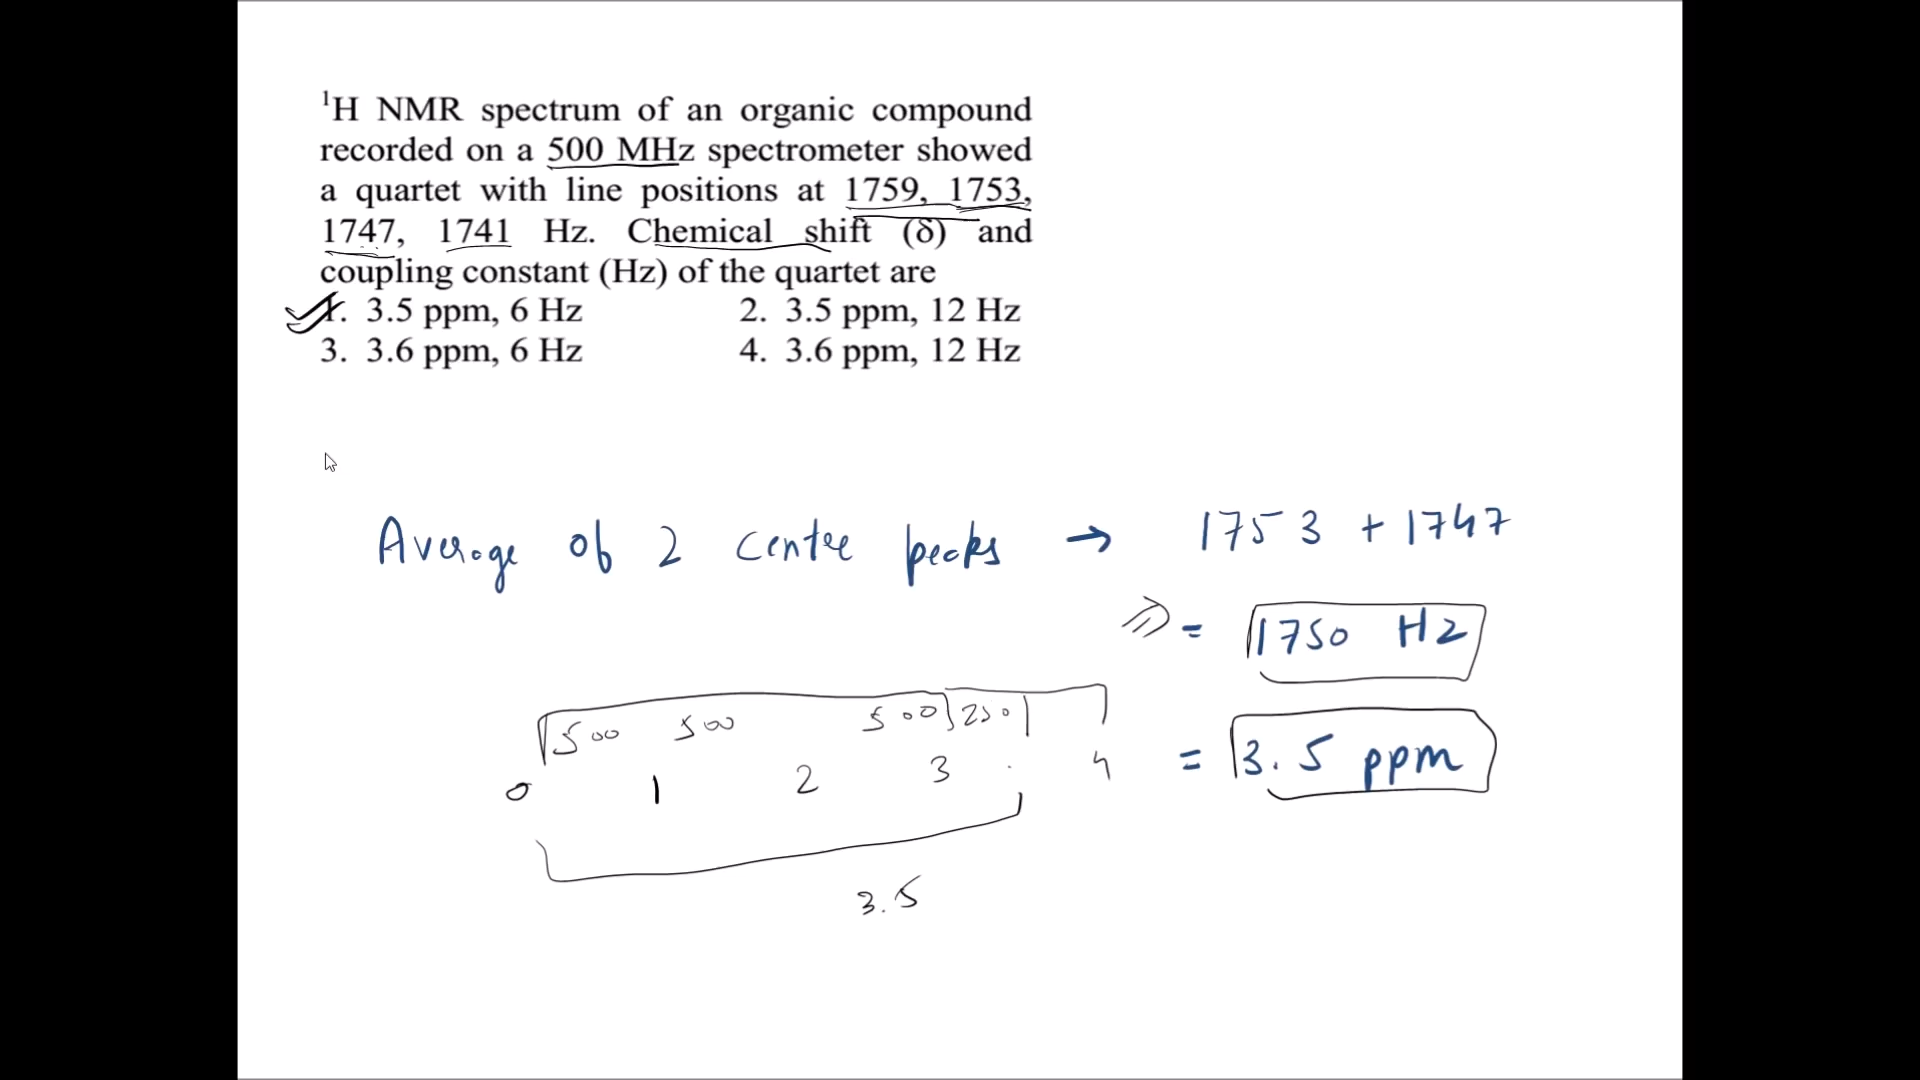 ¹H NMR spectrum of an organic compound
recorded on a 500 MHz spectrometer showed
a quartet with line positions at 1759, 1753,
1747, 1741 Hz. Chemical shift (δ) and
coupling constant (Hz) of the quartet are
1. 3.5 ppm, 6 Hz 2. 3.5 ppm, 12 Hz
3. 3.6 ppm, 6 Hz 4. 3.6 ppm, 12 Hz
Average of 2 centre peaks → 1753 + 1747
= 1750 Hz
500 500 500 250
0 1 2 3 . 4
= 3.5 ppm
3.5